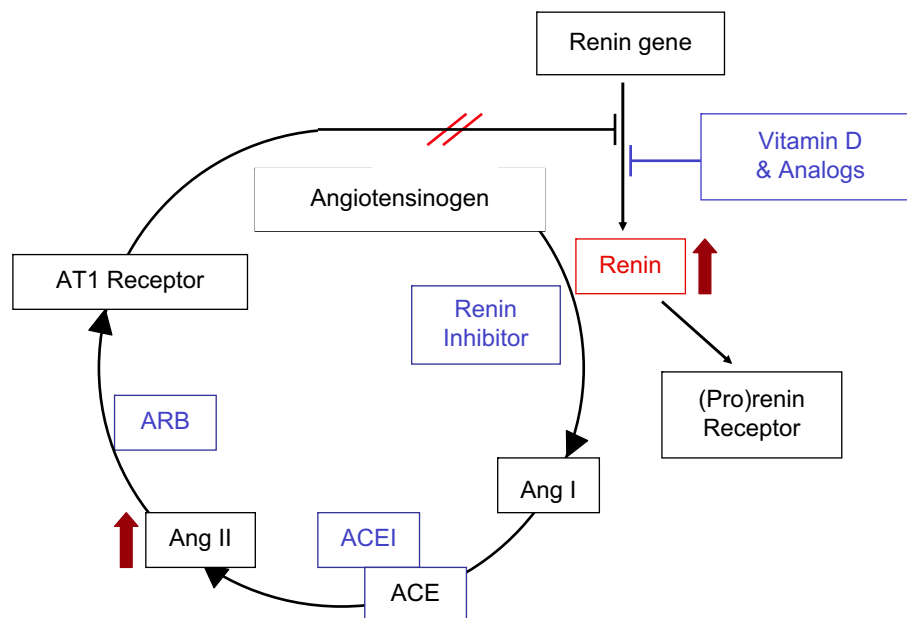 Renin gene
Vitamin D
& Analogs
Angiotensinogen
Renin
AT1 Receptor
Renin
Inhibitor
(Pro)renin
Receptor
ARB
Ang I
Ang II
ACEI
ACE